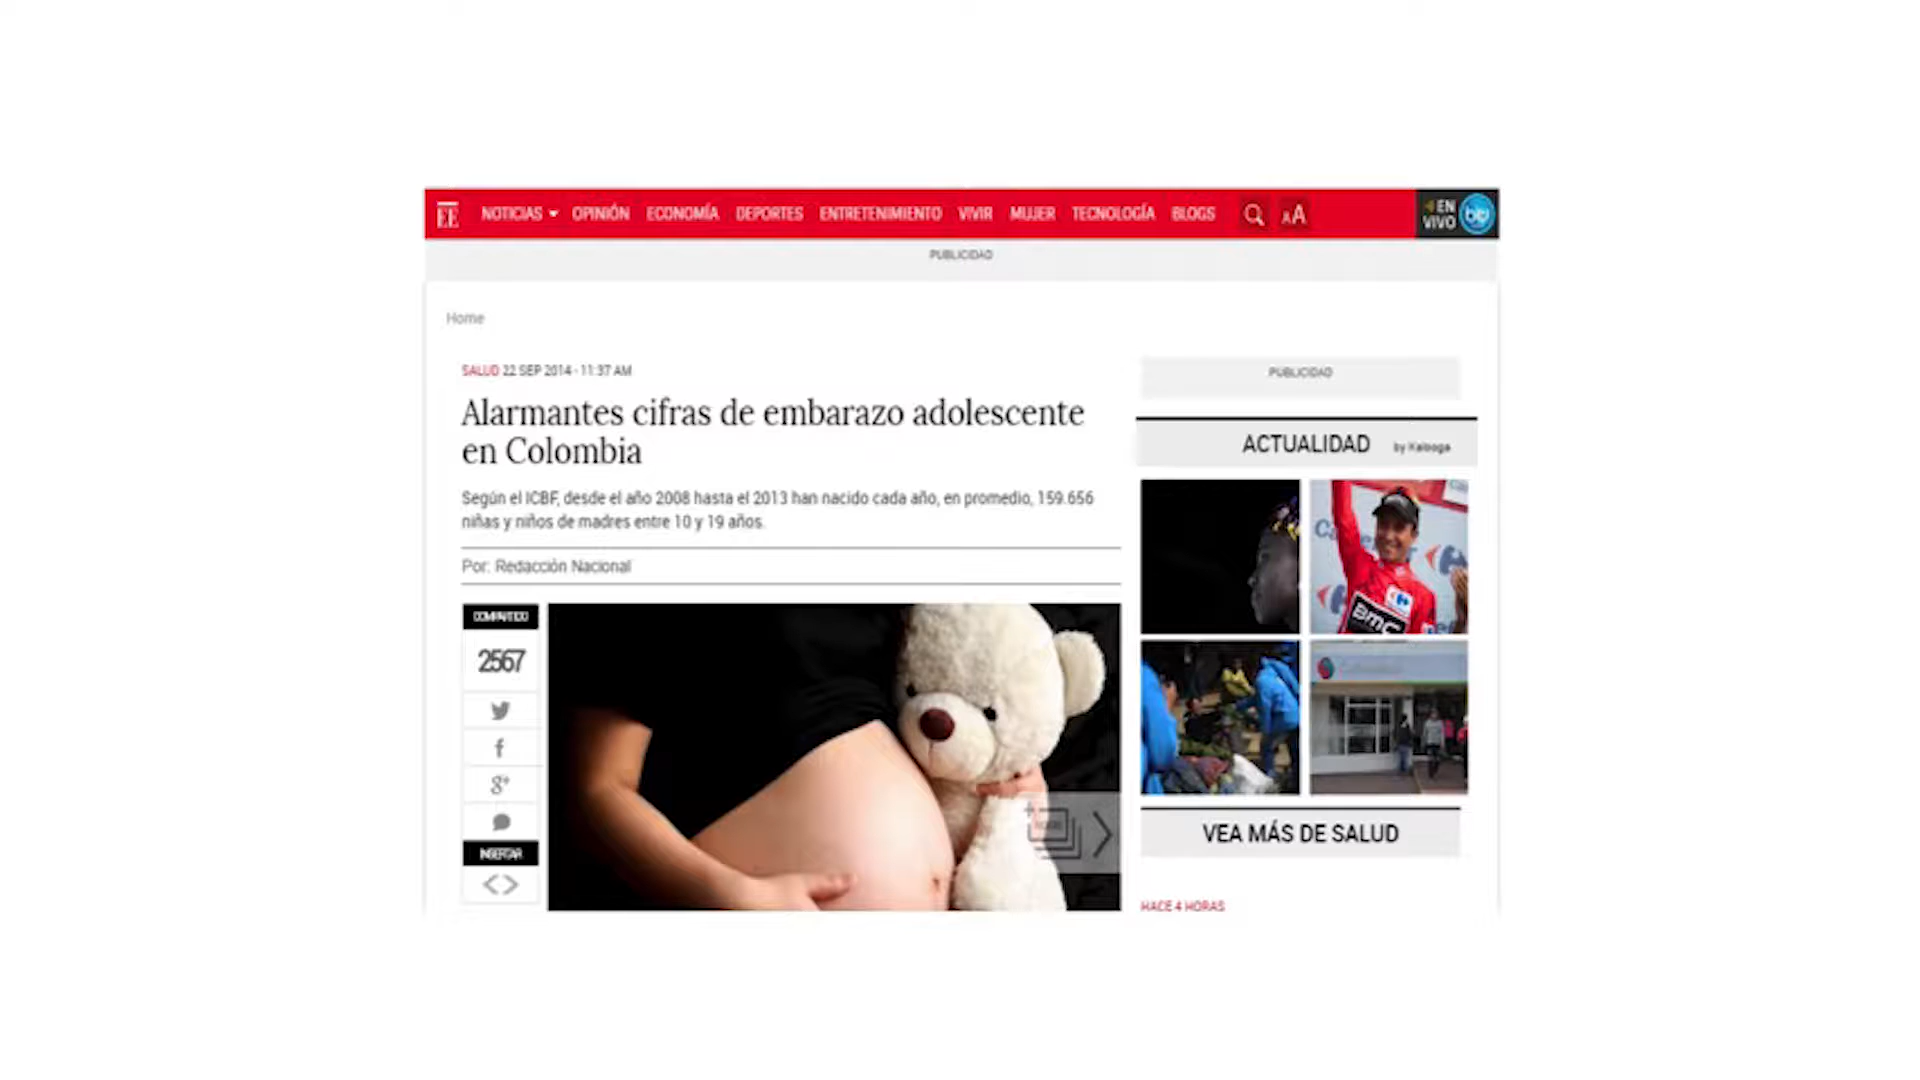 EE NOTICIAS OPINIÓN ECONOMÍA DEPORTES ENTRETENIMIENTO VIVIR MUJER TECNOLOGÍA BLOGS AA EN VIVO
PUBLICIDAD
Home
SALUD 22 SEP 2014 - 11:37 AM
Alarmantes cifras de embarazo adolescente
en Colombia
Según el ICBF, desde el año 2008 hasta el 2013 han nacido cada año, en promedio, 159.656
niñas y niños de madres entre 10 y 19 años.
Por: Redacción Nacional
COMPARTIDO
2567
INSERTAR
PUBLICIDAD
ACTUALIDAD by Kalooga
BMC
VEA MÁS DE SALUD
HACE 4 HORAS